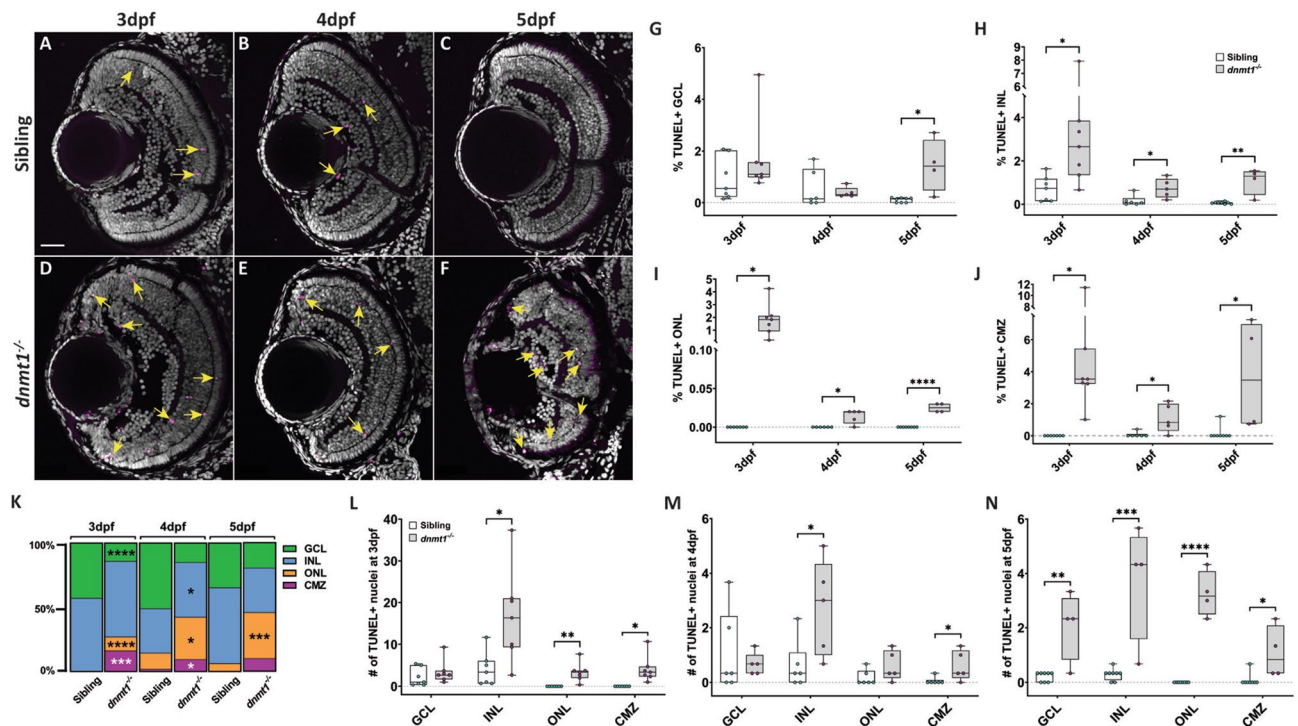 3dpf 4dpf 5dpf
Sibling
A B C
dnmt1-/-
D E F
G
% TUNEL+ GCL
6
4
2
0
*
3dpf 4dpf 5dpf
H
% TUNEL+ INL
9
8
7
6
4
2
0
* * **
Sibling
dnmt1-/-
3dpf 4dpf 5dpf
I
% TUNEL+ ONL
5
4
3
2
1
0.10
0.05
0.00
* * ****
3dpf 4dpf 5dpf
J
% TUNEL+ CMZ
12
10
8
6
4
2
0
* * *
3dpf 4dpf 5dpf
K
3dpf 4dpf 5dpf
100%
50%
0%
****
****
***
*
*
*
***
GCL
INL
ONL
CMZ
Sibling dnmt1-/- Sibling dnmt1-/- Sibling dnmt1-/-
L
# of TUNEL+ nuclei at 3dpf
40
30
20
10
0
Sibling
dnmt1-/-
* ** *
GCL INL ONL CMZ
M
# of TUNEL+ nuclei at 4dpf
6
4
2
0
* *
GCL INL ONL CMZ
N
# of TUNEL+ nuclei at 5dpf
6
4
2
0
** *** **** *
GCL INL ONL CMZ